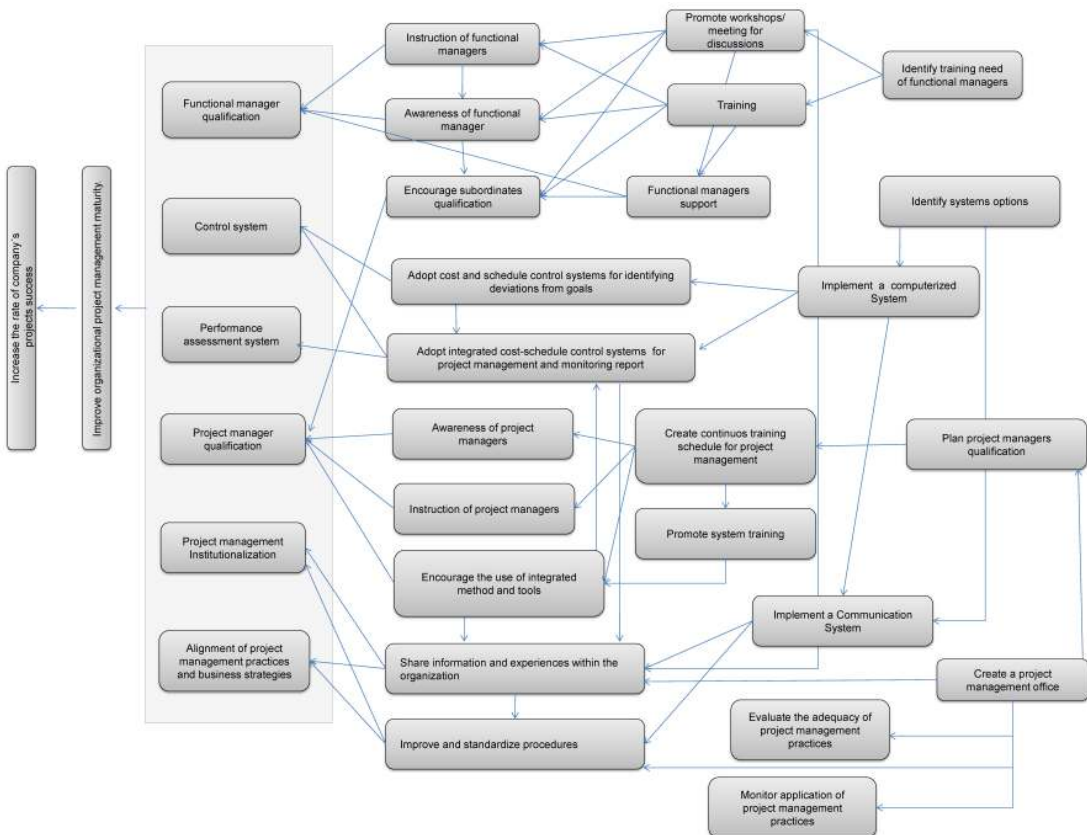 Increase the rate of company´s
projects success
Improve organizational project management maturity.
Functional manager
qualification
Control system
Performance
assessment system
Project manager
qualification
Project management
Institutionalization
Alignment of project
management practices
and business strategies
Instruction of functional
managers
Awareness of functional
manager
Encourage subordinates
qualification
Adopt cost and schedule control systems for identifying
deviations from goals
Adopt integrated cost-schedule control systems for
project management and monitoring report
Awareness of project
managers
Instruction of project managers
Encourage the use of integrated
method and tools
Share information and experiences within the
organization
Improve and standardize procedures
Promote workshops/
meeting for
discussions
Training
Functional managers
support
Create continuos training
schedule for project
management
Promote system training
Implement a computerized
System
Implement a Communication
System
Evaluate the adequacy of
project management
practices
Monitor application of
project management
practices
Identify training need
of functional managers
Identify systems options
Plan project managers
qualification
Create a project
management office